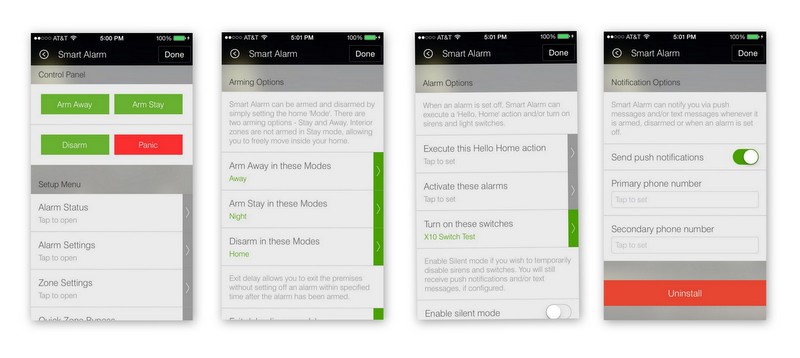 AT&T 5:00 PM 100%
Smart Alarm Done
Control Panel
Arm Away Arm Stay
Disarm Panic
Setup Menu
Alarm Status
Tap to open
Alarm Settings
Tap to open
Zone Settings
Tap to open
Quick Zone Bypass
AT&T 5:01 PM 100%
Smart Alarm Done
Arming Options
Smart Alarm can be armed and disarmed by
simply setting the home 'Mode'. There are
two arming options - Stay and Away. Interior
zones are not armed in Stay mode, allowing
you to freely move inside your home.
Arm Away in these Modes
Away
Arm Stay in these Modes
Night
Disarm in these Modes
Home
Exit delay allows you to exit the premises
without setting off an alarm within specified
time after the alarm has been armed.
AT&T 5:01 PM 100%
Smart Alarm Done
Alarm Options
When an alarm is set off, Smart Alarm can
execute a 'Hello, Home' action and/or turn on
sirens and light switches.
Execute this Hello Home action
Tap to set
Activate these alarms
Tap to set
Turn on these switches
X10 Switch Test
Enable Silent mode if you wish to temporarily
disable sirens and switches. You will still
receive push notifications and/or text
messages, if configured.
Enable silent mode
AT&T 5:01 PM 100%
Smart Alarm Done
Notification Options
Smart Alarm can notify you via push
messages and/or text messages whenever it
is armed, disarmed or when an alarm is set
off.
Send push notifications
Primary phone number
Tap to set
Secondary phone number
Tap to set
Uninstall